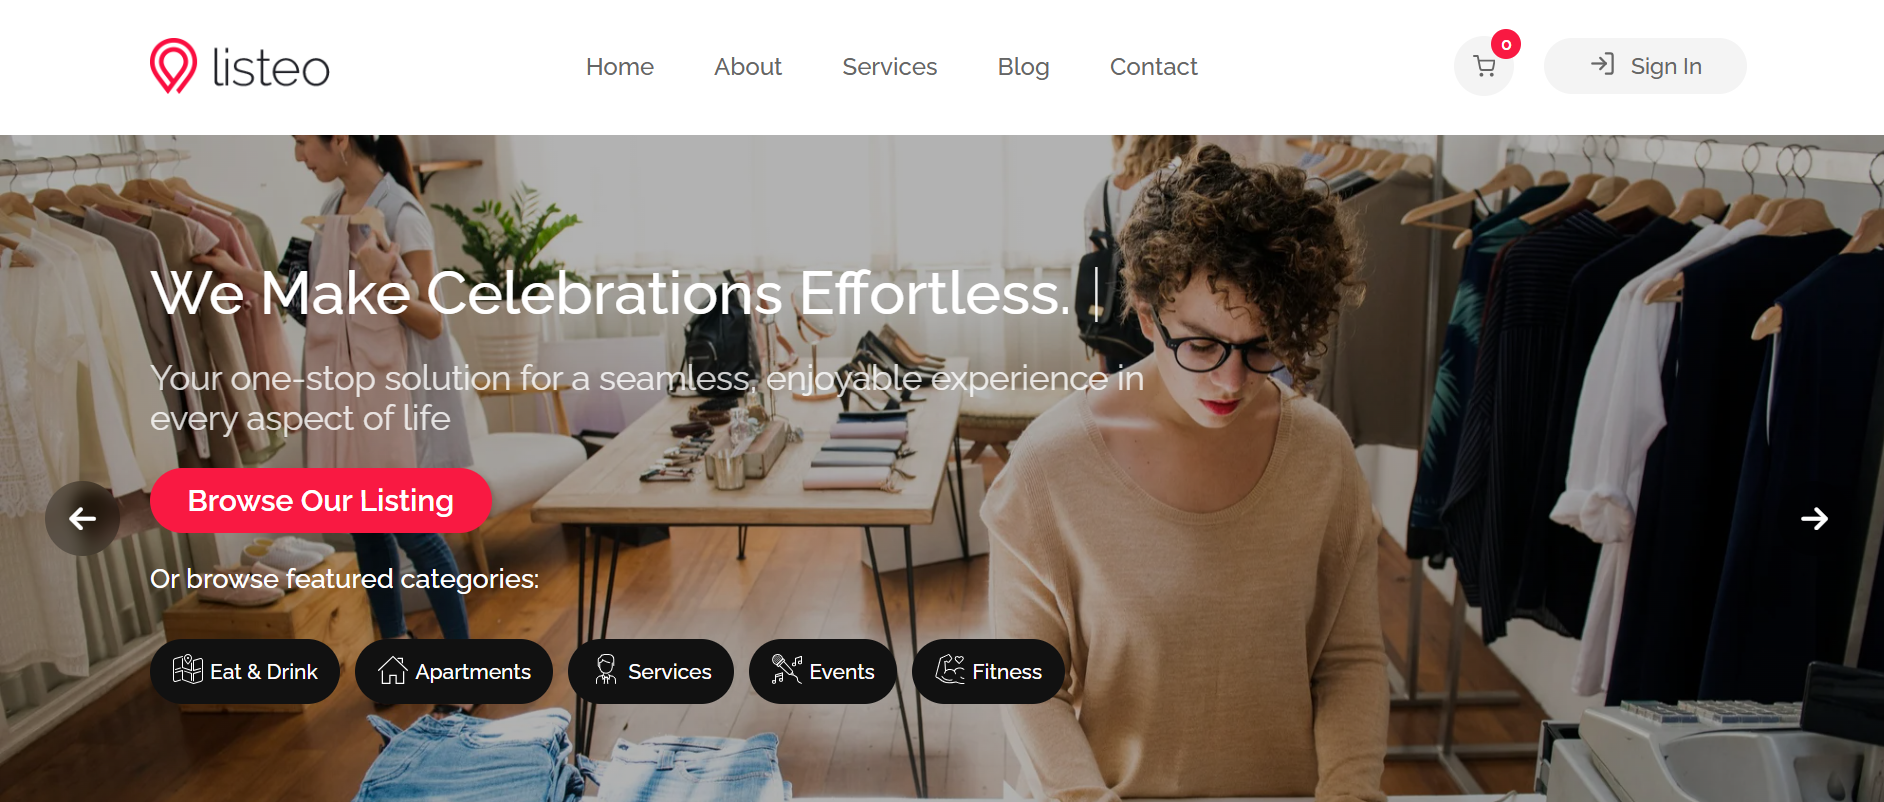 listeo
Home
About
Services
Blog
Contact
0
Sign In
We Make Celebrations Effortless.
Your one-stop solution for a seamless, enjoyable experience in
every aspect of life
Browse Our Listing
Or browse featured categories:
Eat & Drink
Apartments
Services
Events
Fitness